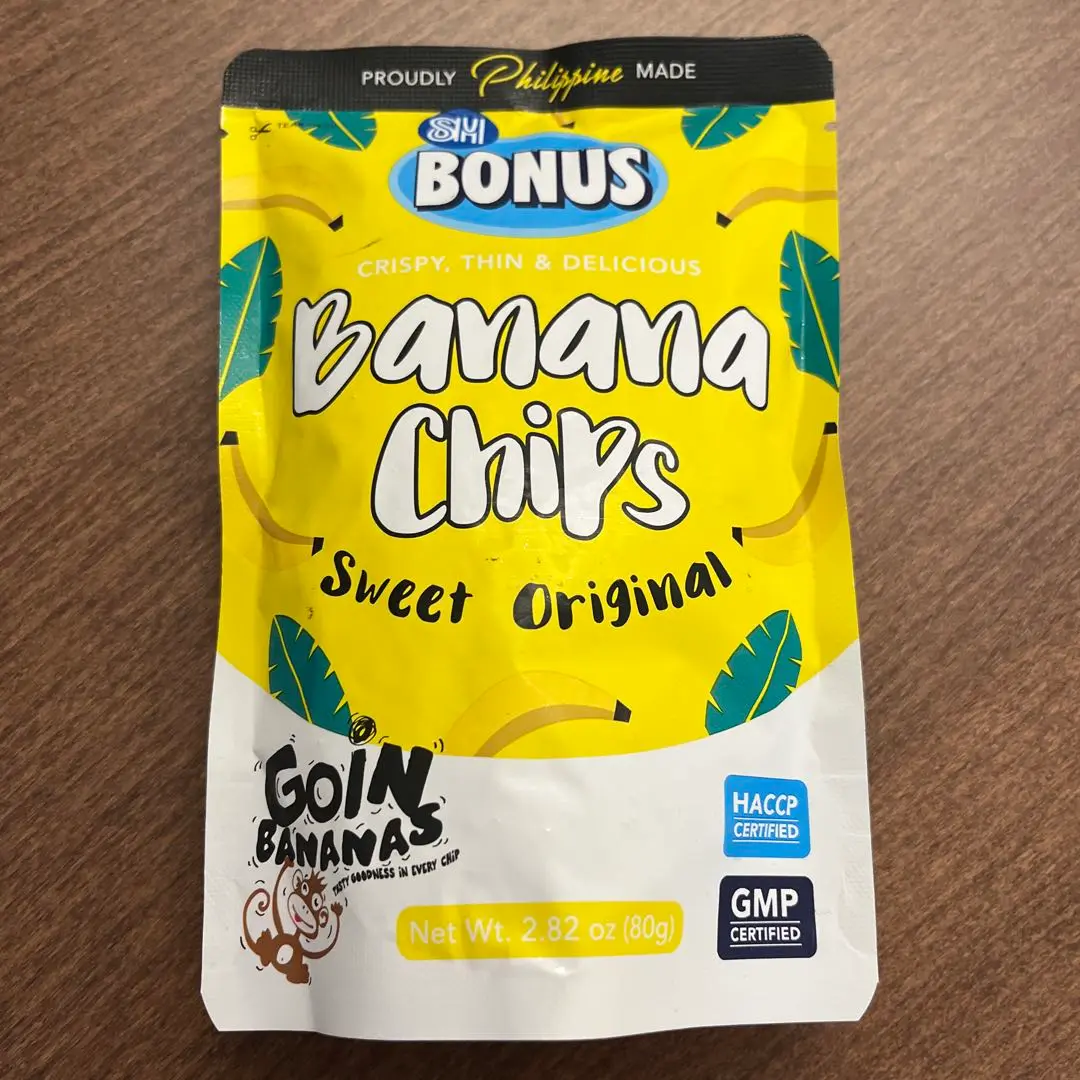 PROUDLY Philippine MADE
TEAR
SM
BONUS
CRISPY, THIN & DELICIOUS
Banana
Chips
Sweet Original
GOIN
BANANAS
TASTY GOODNESS IN EVERY CHIP
HACCP
CERTIFIED
GMP
CERTIFIED
Net Wt. 2.82 oz (80g)